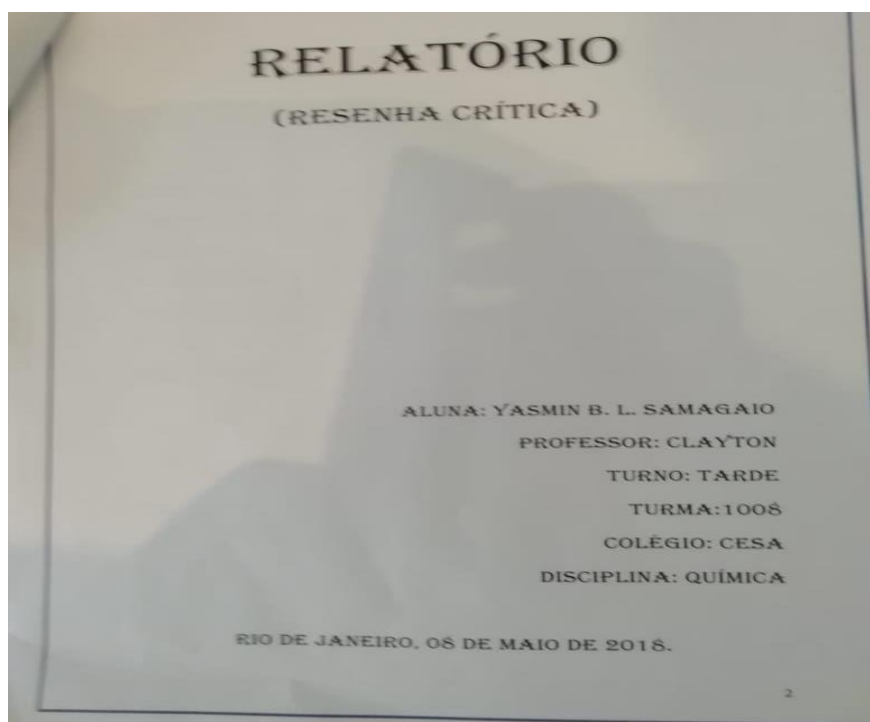 RELATÓRIO
(RESENHA CRÍTICA)
ALUNA: YASMIN B. L. SAMAGAIO
PROFESSOR: CLAYTON
TURNO: TARDE
TURMA:1008
COLÉGIO: CESA
DISCIPLINA: QUÍMICA
RIO DE JANEIRO, 08 DE MAIO DE 2018.
2